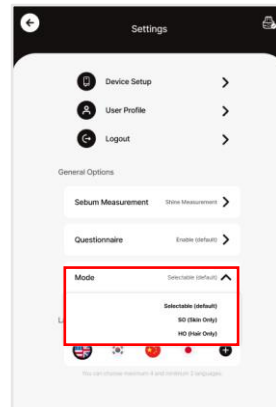 Settings
Device Setup
User Profile
Logout
General Options
Sebum Measurement Shine Measurement
Questionnaire Enable (default)
Mode Selectable (default)
Selectable (default)
SO (Skin Only)
HO (Hair Only)
L
You can choose maximum 4 and minimum 2 languages.